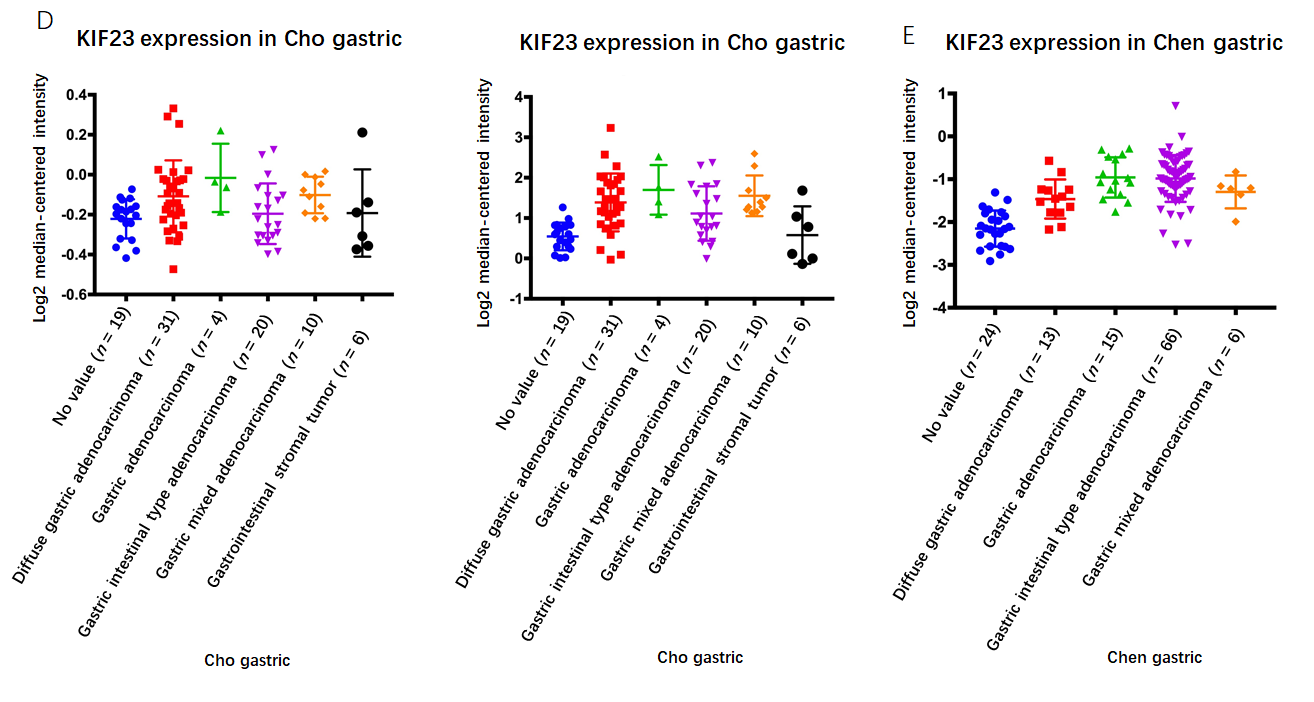 D
KIF23 expression in Cho gastric
Log2 median-centered intensity
0.4
0.2
0.0
-0.2
-0.4
-0.6
No value (n = 19)
Diffuse gastric adenocarcinoma (n = 31)
Gastric adenocarcinoma (n = 4)
Gastric intestinal type adenocarcinoma (n = 20)
Gastric mixed adenocarcinoma (n = 10)
Gastrointestinal stromal tumor (n = 6)
Cho gastric
KIF23 expression in Cho gastric
Log2 median-centered intensity
4
3
2
1
0
-1
No value (n = 19)
Diffuse gastric adenocarcinoma (n = 31)
Gastric adenocarcinoma (n = 4)
Gastric intestinal type adenocarcinoma (n = 20)
Gastric mixed adenocarcinoma (n = 10)
Gastrointestinal stromal tumor (n = 6)
Cho gastric
E
KIF23 expression in Chen gastric
Log2 median-centered intensity
1
0
-1
-2
-3
-4
No value (n = 24)
Diffuse gastric adenocarcinoma (n = 13)
Gastric adenocarcinoma (n = 15)
Gastric intestinal type adenocarcinoma (n = 66)
Gastric mixed adenocarcinoma (n = 6)
Chen gastric